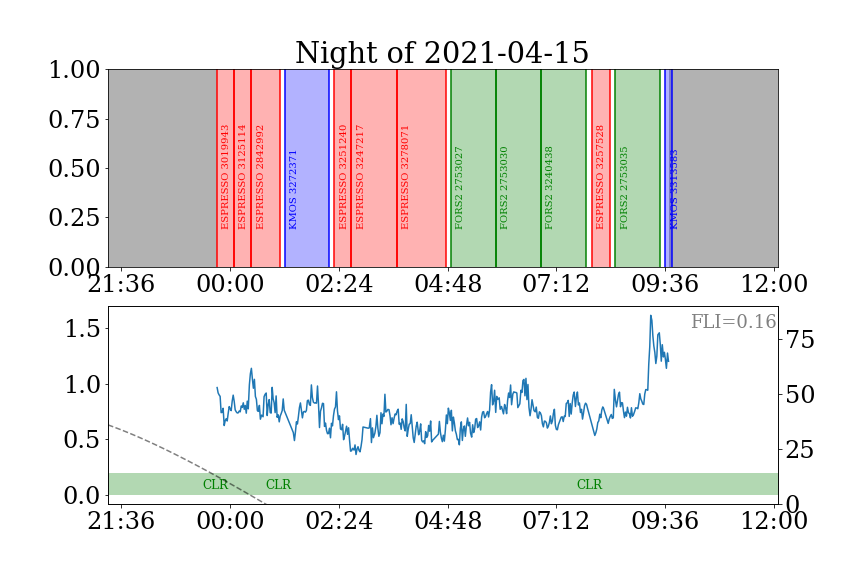 Night of 2021-04-15
1.00
0.75
0.50
0.25
0.00
ESPRESSO 3019943
ESPRESSO 3125114
ESPRESSO 2842992
KMOS 3272371
ESPRESSO 3251240
ESPRESSO 3247217
ESPRESSO 3278071
FORS2 2753027
FORS2 2753030
FORS2 3240438
ESPRESSO 3257528
FORS2 2753035
KMOS 3313583
21:36 00:00 02:24 04:48 07:12 09:36 12:00
FLI=0.16
1.5
1.0
0.5
0.0
75
50
25
0
CLR CLR CLR
21:36 00:00 02:24 04:48 07:12 09:36 12:00